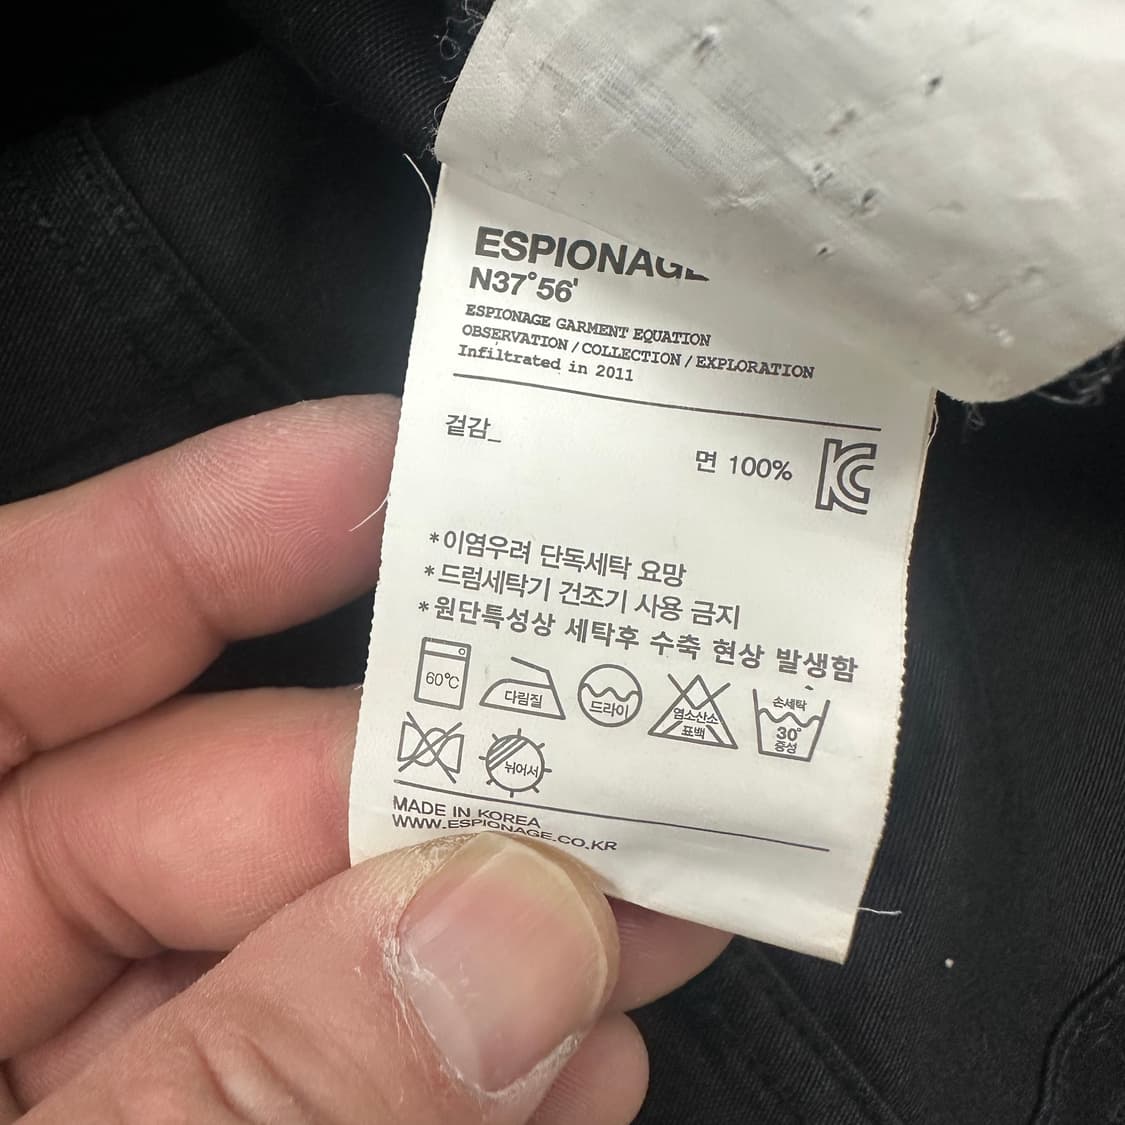 ESPIONAGE
N37°56'
ESPIONAGE GARMENT EQUATION
OBSERVATION / COLLECTION / EXPLORATION
Infiltrated in 2011
겉감_
면 100%
KC
*이염우려 단독세탁 요망
*드럼세탁기 건조기 사용 금지
*원단특성상 세탁후 수축 현상 발생함
60℃
다림질
드라이
염소산소
표백
손세탁
30°
중성
뉘어서
MADE IN KOREA
WWW.ESPIONAGE.CO.KR